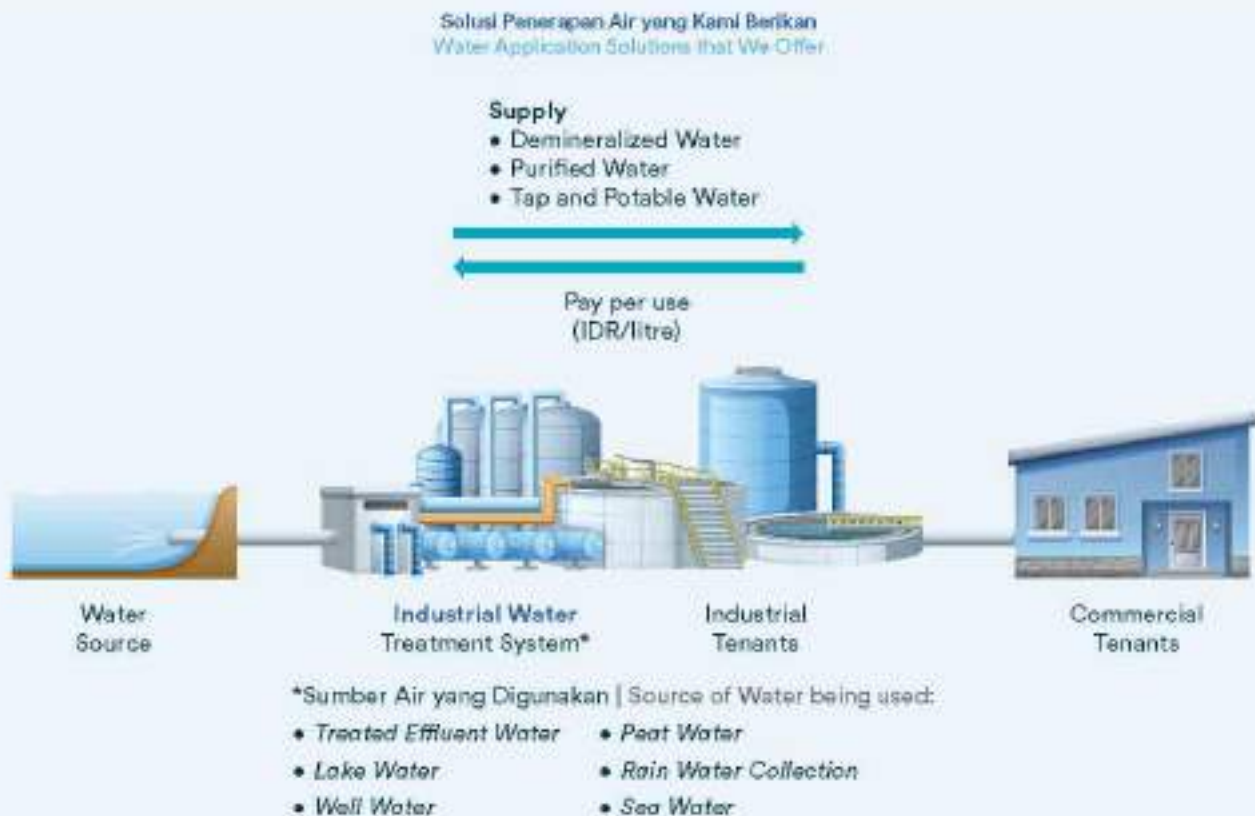 Solusi Penerapan Air yang Kami Berikan
Water Application Solutions that We Offer
Supply
• Demineralized Water
• Purified Water
• Tap and Potable Water
Pay per use
(IDR/litre)
Water
Source
Industrial Water
Treatment System*
Industrial
Tenants
Commercial
Tenants
*Sumber Air yang Digunakan | Source of Water being used:
• Treated Effluent Water
• Lake Water
• Well Water
• Peat Water
• Rain Water Collection
• Sea Water